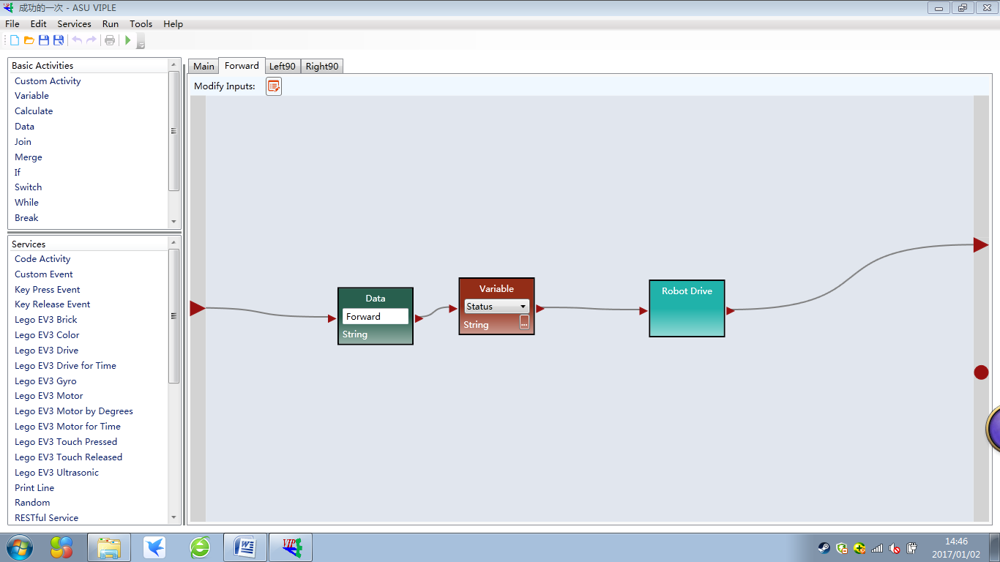 成功的一次 - ASU VIPLE
File Edit Services Run Tools Help
Basic Activities
Custom Activity
Variable
Calculate
Data
Join
Merge
If
Switch
While
Break
Services
Code Activity
Custom Event
Key Press Event
Key Release Event
Lego EV3 Brick
Lego EV3 Color
Lego EV3 Drive
Lego EV3 Drive for Time
Lego EV3 Gyro
Lego EV3 Motor
Lego EV3 Motor by Degrees
Lego EV3 Motor for Time
Lego EV3 Touch Pressed
Lego EV3 Touch Released
Lego EV3 Ultrasonic
Print Line
Random
RESTful Service
Main Forward Left90 Right90
Modify Inputs:
Data
Forward
String
Variable
Status
String
...
Robot Drive
VIP
14:46
2017/01/02